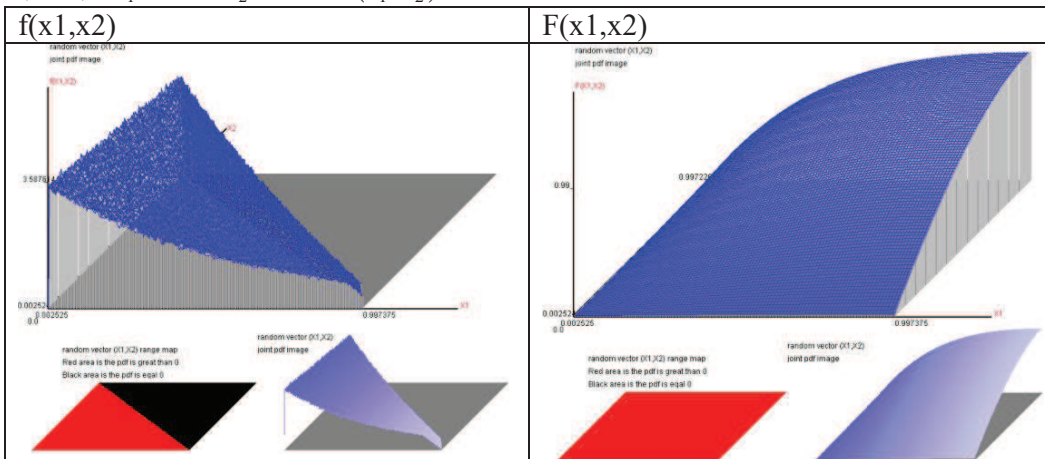 f(x1,x2)
random vector (X1,X2)
joint pdf image
f(X1,X2)
X2
3.5875
0.002525
0.002525
0.0
0.997375
X1
random vector (X1,X2) range map
Red area is the pdf is great than 0
Black area is the pdf is eqal 0
random vector (X1,X2)
joint pdf image
F(x1,x2)
random vector (X1,X2)
joint pdf image
F(X1,X2)
0.99
0.00252
0.002525
0.0
0.997375
X1
random vector (X1,X2) range map
Red area is the pdf is great than 0
Black area is the pdf is eqal 0
random vector (X1,X2)
joint pdf image